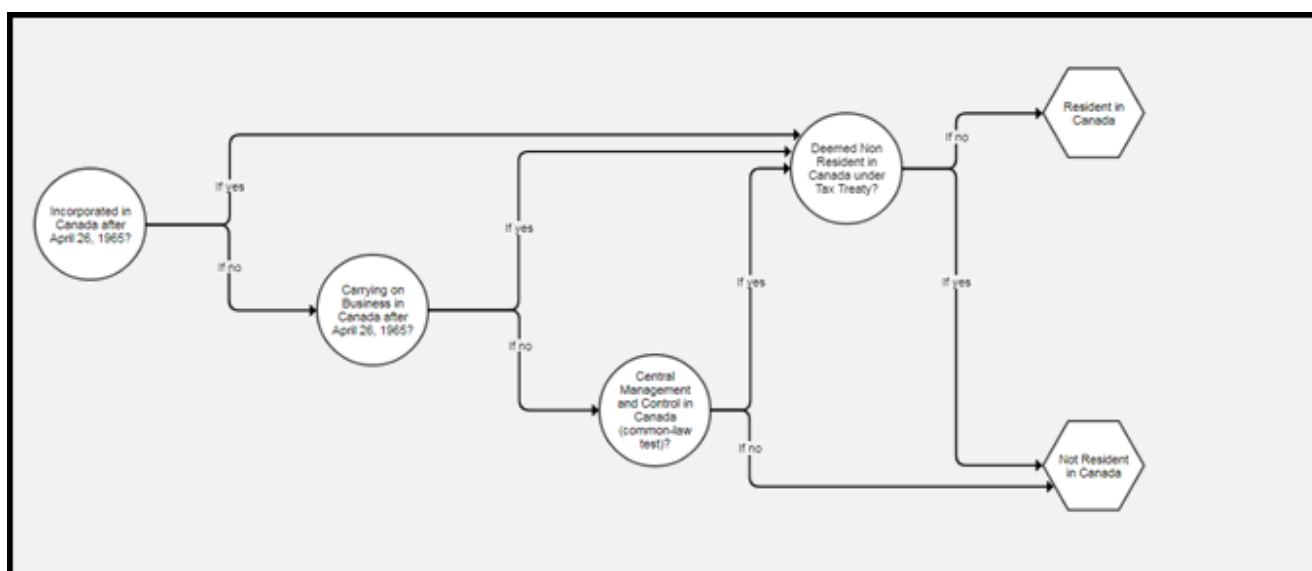 Incorporated in
Canada after
April 26, 1965?
If yes
If no
Carrying on
Business in
Canada after
April 26, 1965?
If yes
If no
Central
Management
and Control in
Canada
(common-law
test)?
If yes
If no
Deemed Non
Resident in
Canada under
Tax Treaty?
If no
If yes
Resident in
Canada
Not Resident
in Canada